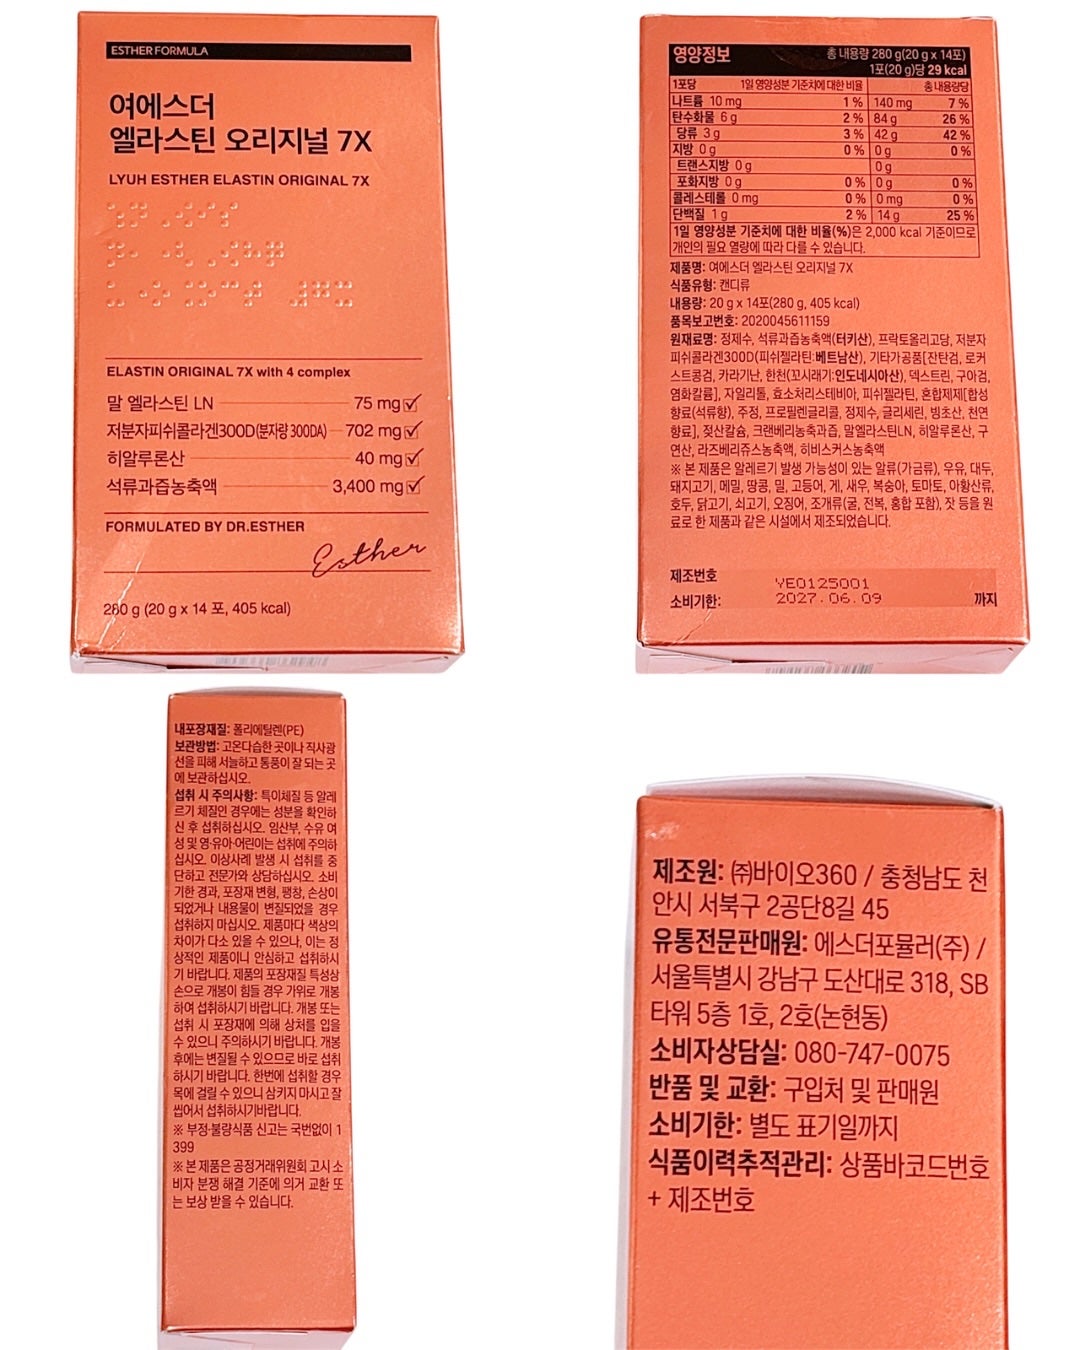 ESTHER FORMULA
여에스더
엘라스틴 오리지널 7X
LYUH ESTHER ELASTIN ORIGINAL 7X
ELASTIN ORIGINAL 7X with 4 complex
말 엘라스틴 LN 75 mg
저분자피쉬콜라겐300D(분자량 300DA) 702 mg
히알루론산 40 mg
석류과즙농축액 3,400 mg
FORMULATED BY DR.ESTHER
Esther
280 g (20 g x 14 포, 405 kcal)
영양정보 총 내용량 280 g(20 g x 14포)
1포(20 g)당 29 kcal
1포당 1일 영양성분 기준치에 대한 비율 총 내용량당
나트륨 10 mg 1 % 140 mg 7 %
탄수화물 6 g 2 % 84 g 26 %
당류 3 g 3 % 42 g 42 %
지방 0 g 0 % 0 g 0 %
트랜스지방 0 g 0 g
포화지방 0 g 0 % 0 g 0 %
콜레스테롤 0 mg 0 % 0 mg 0 %
단백질 1 g 2 % 14 g 25 %
1일 영양성분 기준치에 대한 비율(%)은 2,000 kcal 기준이므로
개인의 필요 열량에 따라 다를 수 있습니다.
제품명: 여에스더 엘라스틴 오리지널 7X
식품유형: 캔디류
내용량: 20 g x 14포(280 g, 405 kcal)
품목보고번호: 2020045611159
원재료명: 정제수, 석류과즙농축액(터키산), 프락토올리고당, 저분자
피쉬콜라겐300D(피쉬젤라틴:베트남산), 기타가공품[잔탄검, 로커
스트콩검, 카라기난, 한천(꼬시래기:인도네시아산), 덱스트린, 구아검,
염화칼륨], 자일리톨, 효소처리스테비아, 피쉬젤라틴, 혼합제제[합성
향료(석류향), 주정, 프로필렌글리콜, 정제수, 글리세린, 빙초산, 천연
향료], 젖산칼슘, 크랜베리농축과즙, 말엘라스틴LN, 히알루론산, 구
연산, 라즈베리쥬스농축액, 히비스커스농축액
※ 본 제품은 알레르기 발생 가능성이 있는 알류(가금류), 우유, 대두,
돼지고기, 메밀, 땅콩, 밀, 고등어, 게, 새우, 복숭아, 토마토, 아황산류,
호두, 닭고기, 쇠고기, 오징어, 조개류(굴, 전복, 홍합 포함), 잣 등을 원
료로 한 제품과 같은 시설에서 제조되었습니다.
제조번호 YE0125001
소비기한: 2027.06.09 까지
내포장재질: 폴리에틸렌(PE)
보관방법: 고온다습한 곳이나 직사광
선을 피해 서늘하고 통풍이 잘 되는 곳
에 보관하십시오.
섭취 시 주의사항: 특이체질 등 알레
르기 체질인 경우에는 성분을 확인하
신 후 섭취하십시오. 임산부, 수유 여
성 및 영·유아·어린이는 섭취에 주의하
십시오. 이상사례 발생 시 섭취를 중
단하고 전문가와 상담하십시오. 소비
기한 경과, 포장재 변형, 팽창, 손상이
되었거나 내용물이 변질되었을 경우
섭취하지 마십시오. 제품마다 색상의
차이가 다소 있을 수 있으나, 이는 정
상적인 제품이니 안심하고 섭취하시
기 바랍니다. 제품의 포장재질 특성상
손으로 개봉이 힘들 경우 가위로 개봉
하여 섭취하시기 바랍니다. 개봉 또는
섭취 시 포장재에 의해 상처를 입을
수 있으니 주의하시기 바랍니다. 개봉
후에는 변질될 수 있으므로 바로 섭취
하시기 바랍니다. 한번에 섭취할 경우
목에 걸릴 수 있으니 삼키지 마시고 잘
씹어서 섭취하시기바랍니다.
※ 부정·불량식품 신고는 국번없이 1
399
※ 본 제품은 공정거래위원회 고시 소
비자 분쟁 해결 기준에 의거 교환 또
는 보상 받을 수 있습니다.
제조원: ㈜바이오360 / 충청남도 천
안시 서북구 2공단8길 45
유통전문판매원: 에스더포뮬러(주) /
서울특별시 강남구 도산대로 318, SB
타워 5층 1호, 2호(논현동)
소비자상담실: 080-747-0075
반품 및 교환: 구입처 및 판매원
소비기한: 별도 표기일까지
식품이력추적관리: 상품바코드번호
+ 제조번호